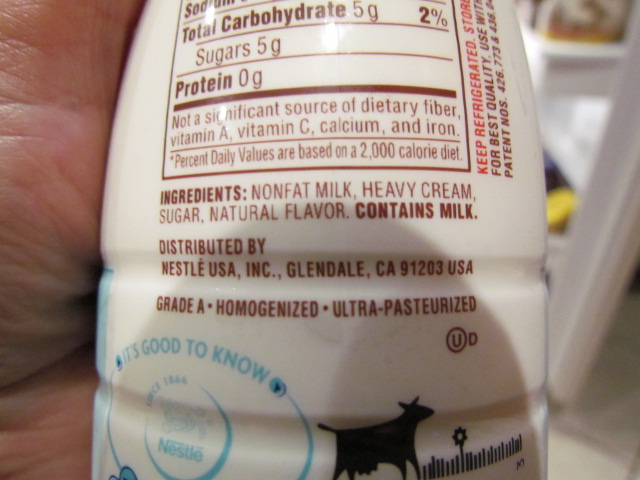 Total Carbohydrate 5g 2%
Sugars 5g
Protein 0g
Not a significant source of dietary fiber,
vitamin A, vitamin C, calcium, and iron.
*Percent Daily Values are based on a 2,000 calorie diet.
KEEP REFRIGERATED.
FOR BEST QUALITY, USE WITH
PATENT NOS.
INGREDIENTS: NONFAT MILK, HEAVY CREAM,
SUGAR, NATURAL FLAVOR. CONTAINS MILK.
DISTRIBUTED BY
NESTLÉ USA, INC., GLENDALE, CA 91203 USA
GRADE A • HOMOGENIZED • ULTRA-PASTEURIZED
U D
IT'S GOOD TO KNOW
SINCE 1866
Nestlé